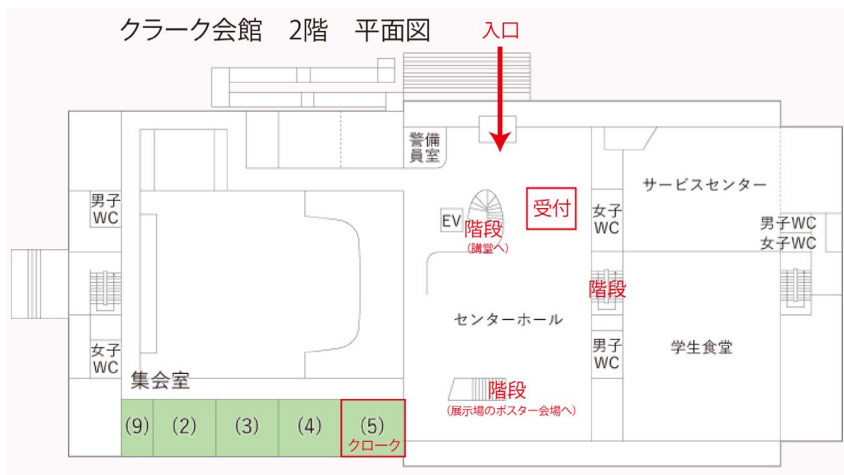 クラーク会館 2階 平面図
入口
警備
員室
サービスセンター
男子
WC
EV
階段
(講堂へ)
受付
女子
WC
男子WC
女子WC
階段
センターホール
女子
WC
男子
WC
学生食堂
集会室
階段
(展示場のポスター会場へ)
(9)
(2)
(3)
(4)
(5)
クローク